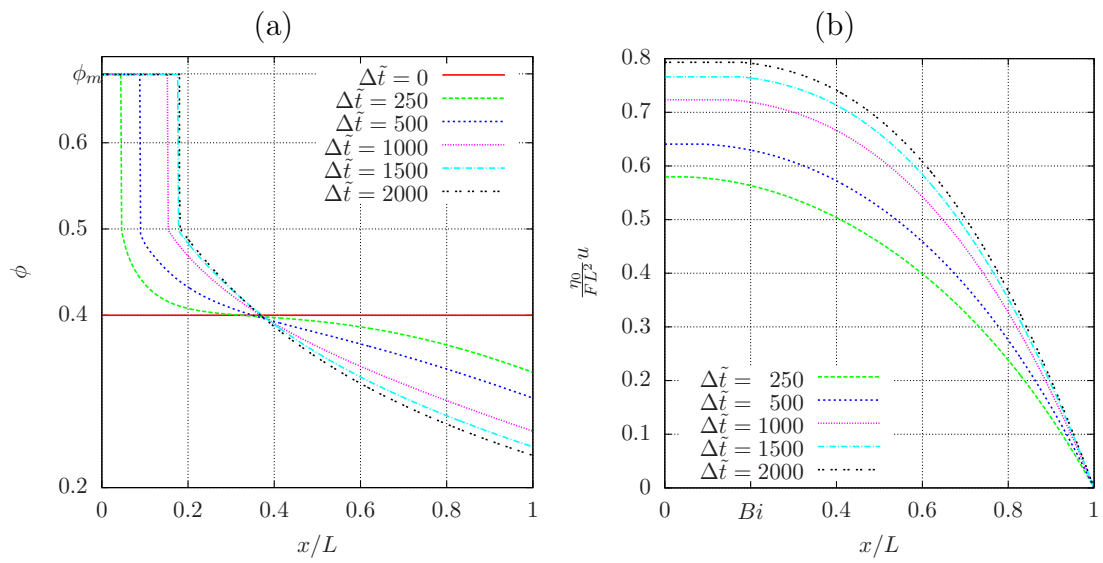 (a)
ϕm
0.6
0.5
0.4
0.2
ϕ
0
0.2
0.4
0.6
0.8
1
x/L
Δt̃ = 0
Δt̃ = 250
Δt̃ = 500
Δt̃ = 1000
Δt̃ = 1500
Δt̃ = 2000
(b)
0.8
0.7
0.6
0.5
0.4
0.3
0.2
0.1
0
η0/FL² u
0
Bi
0.4
0.6
0.8
1
x/L
Δt̃ = 250
Δt̃ = 500
Δt̃ = 1000
Δt̃ = 1500
Δt̃ = 2000